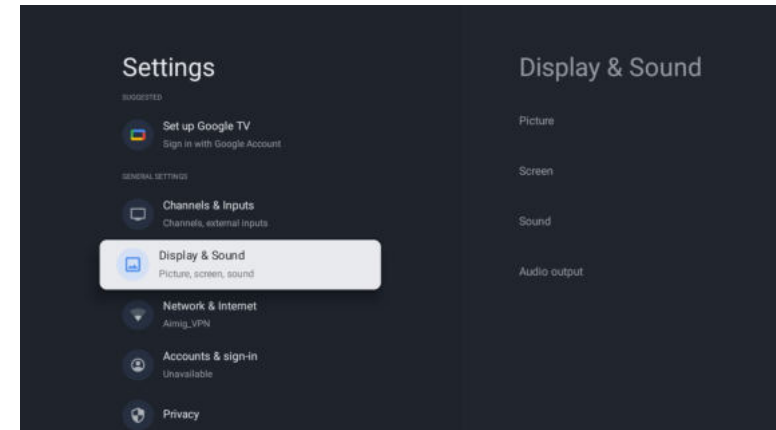 Settings
SUGGESTED
Set up Google TV
Sign in with Google Account
GENERAL SETTINGS
Channels & Inputs
Channels, external inputs
Display & Sound
Picture, screen, sound
Network & Internet
Aimig_VPN
Accounts & sign-in
Unavailable
Privacy
Display & Sound
Picture
Screen
Sound
Audio output